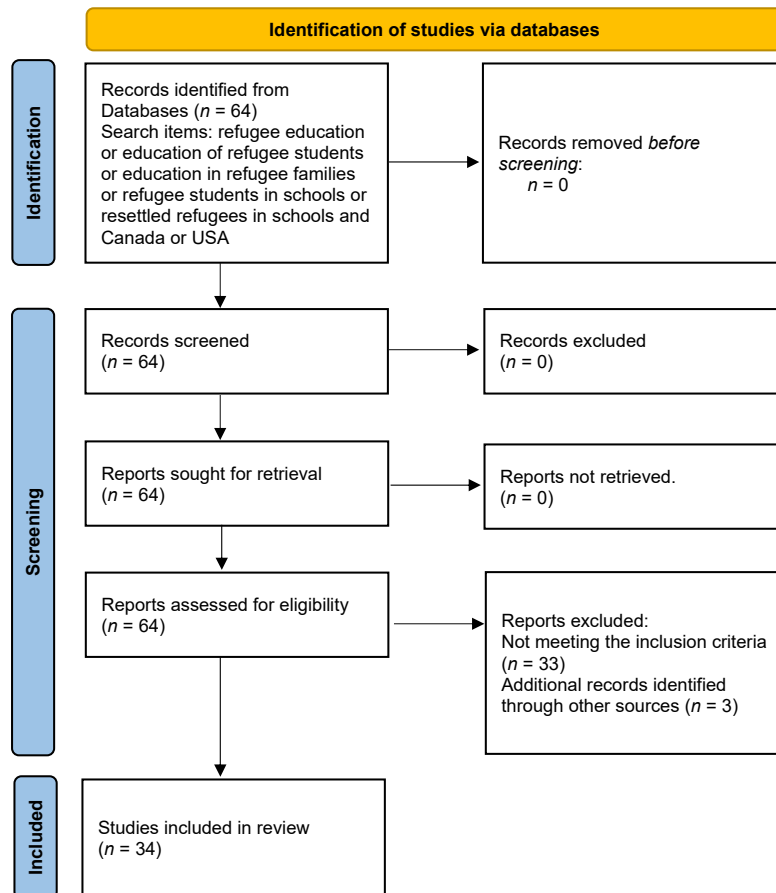 Identification of studies via databases
Identification
Records identified from
Databases (n = 64)
Search items: refugee education
or education of refugee students
or education in refugee families
or refugee students in schools or
resettled refugees in schools and
Canada or USA
Records removed before
screening:
n = 0
Screening
Records screened
(n = 64)
Records excluded
(n = 0)
Reports sought for retrieval
(n = 64)
Reports not retrieved.
(n = 0)
Reports assessed for eligibility
(n = 64)
Reports excluded:
Not meeting the inclusion criteria
(n = 33)
Additional records identified
through other sources (n = 3)
Included
Studies included in review
(n = 34)